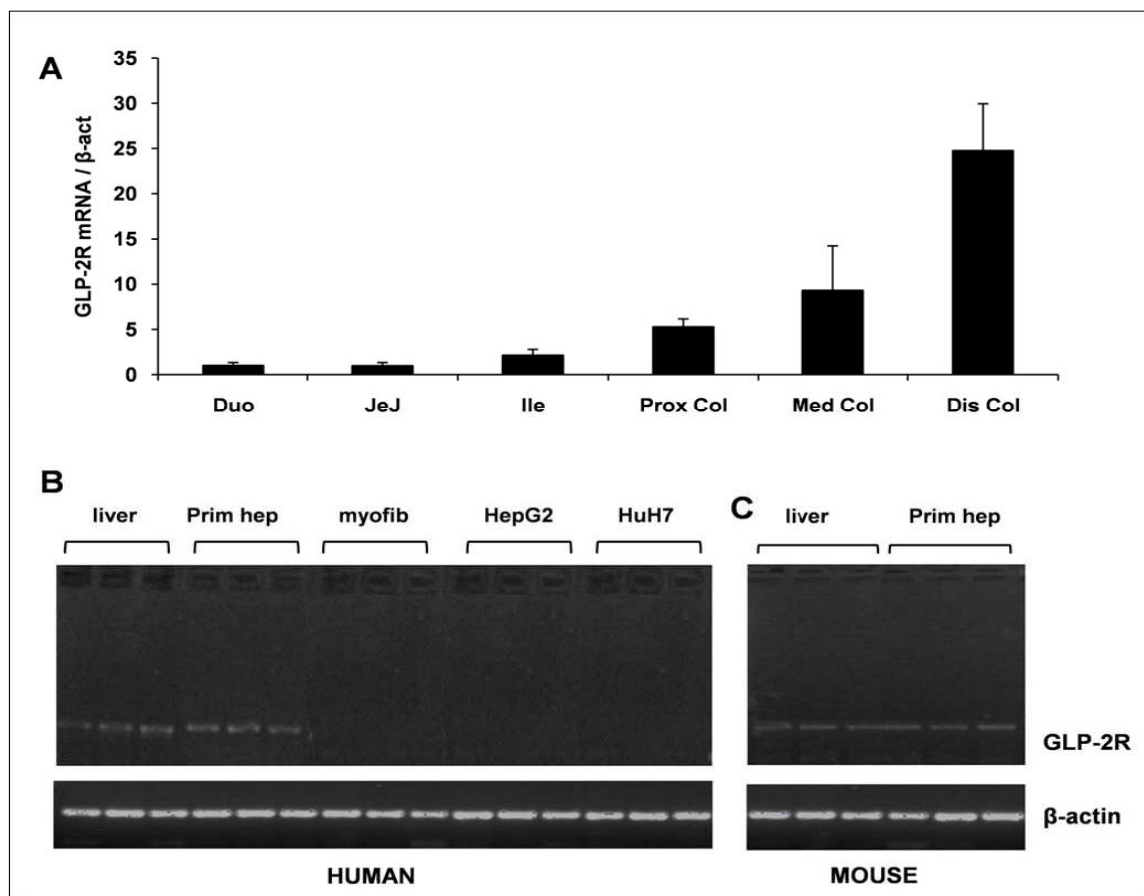 A
GLP-2R mRNA / β-act
35
30
25
20
15
10
5
0
Duo JeJ Ile Prox Col Med Col Dis Col
B
liver Prim hep myofib HepG2 HuH7
C
liver Prim hep
GLP-2R
β-actin
HUMAN MOUSE